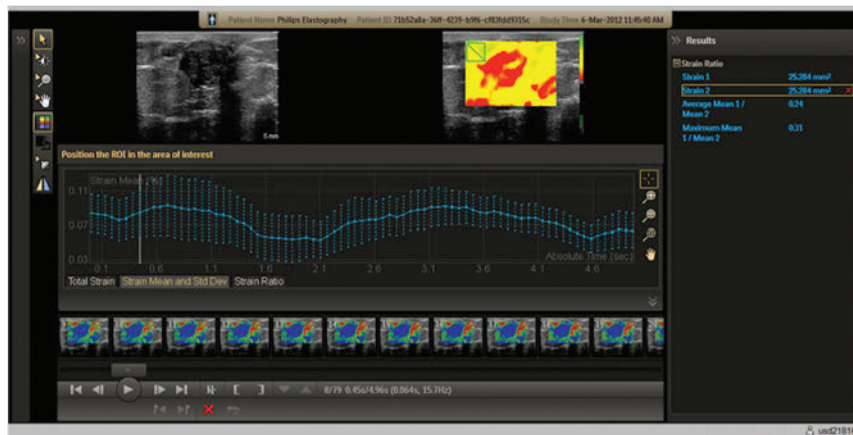 Patient Name Philips Elastography Patient ID 71b52a8a-36ff-4239-b9f6-cf83fdd9315c Study Time 6-Mar-2012 11:45:40 AM
Results
Strain Ratio
Strain 1 25.284 mm²
Strain 2 25.284 mm²
Average Mean 1 / Mean 2 0.24
Maximum Mean 1 / Mean 2 0.31
5 mm
Position the ROI in the area of interest
Strain Mean (%)
0.11
0.07
0.03
-0.1 0.6 1.1 1.6 2.1 2.6 3.1 3.6 4.1 4.6
Absolute Time (sec.)
Total Strain Strain Mean and Std Dev Strain Ratio
8/79 0.45s/4.96s (0.064s, 15.7Hz)